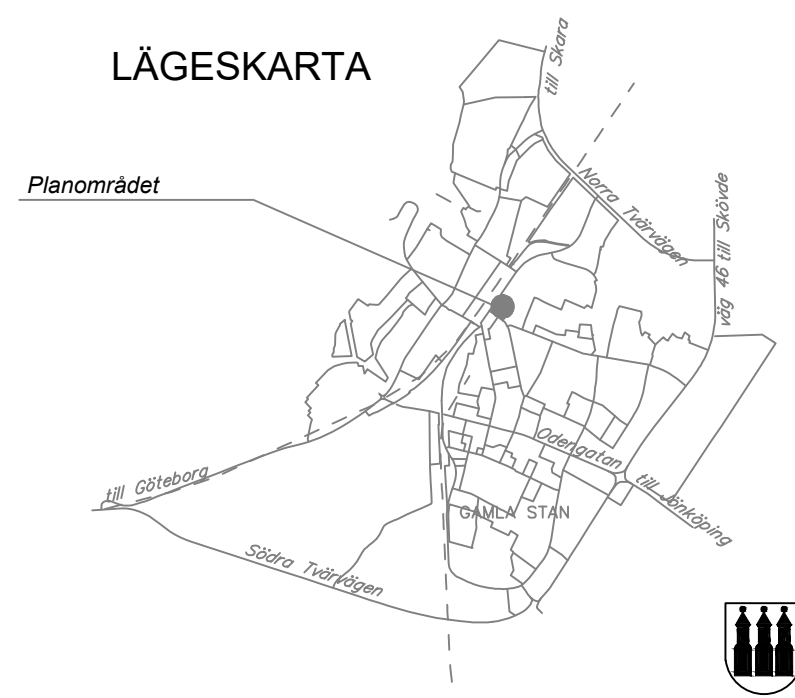 LÄGESKARTA
till Skara
Planområdet
Norra Tvärvägen
väg 46 till Skövde
Odengatan
till Jönköping
till Göteborg
GAMLA STAN
Södra Tvärvägen